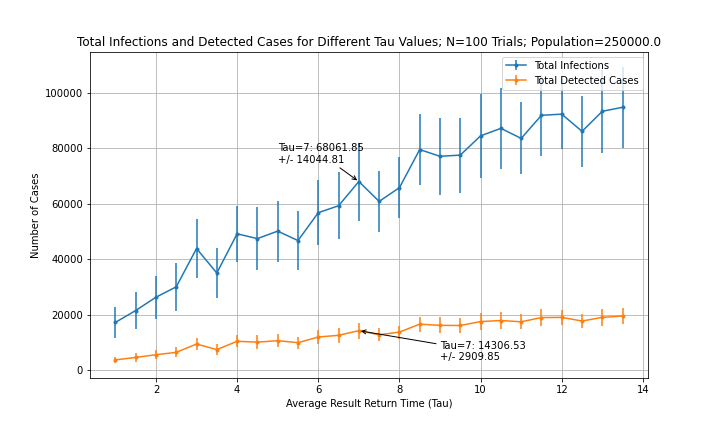 Total Infections and Detected Cases for Different Tau Values; N=100 Trials; Population=250000.0
Total Infections
Total Detected Cases
100000
80000
60000
40000
20000
0
Number of Cases
Tau=7: 68061.85
+/- 14044.81
Tau=7: 14306.53
+/- 2909.85
2
4
6
8
10
12
14
Average Result Return Time (Tau)